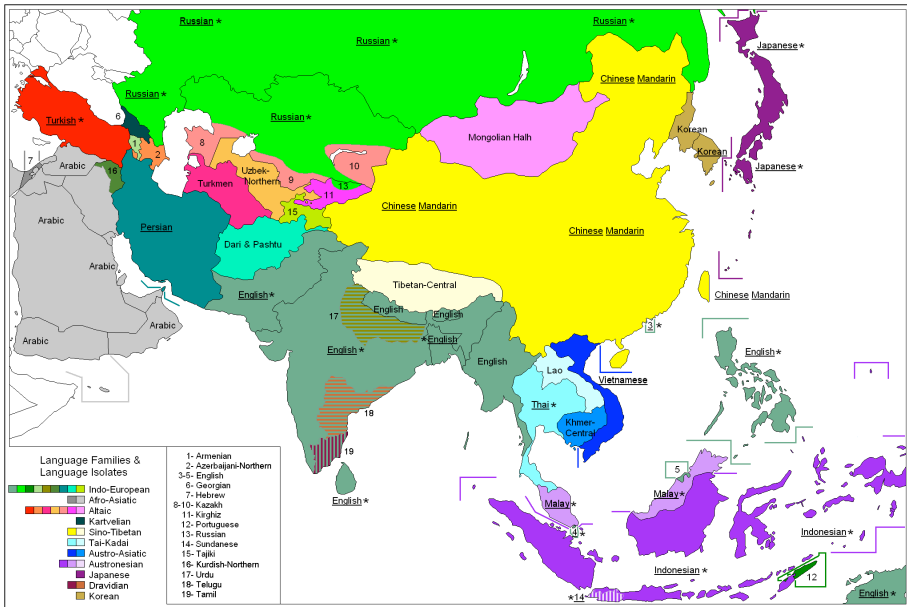 Russian *
Russian *
Russian *
Japanese *
Chinese Mandarin
Russian *
6
Turkish *
Russian *
Mongolian Halh
Korean
Korean
1
2
8
10
7
Arabic
16
Turkmen
Uzbek-
Northern
9
13
11
Japanese *
Arabic
15
Chinese Mandarin
Persian
Dari & Pashtu
Chinese Mandarin
Arabic
Tibetan-Central
English *
Chinese Mandarin
17
English
English
3 *
Arabic
Arabic
English *
* English
English
Lao
English *
Vietnamese
Thai *
18
Khmer-
Central
19
English *
5
Malay *
Malay *
4 *
Indonesian *
Indonesian *
12
* 14
English *
Language Families &
Language Isolates
Indo-European
Afro-Asiatic
Altaic
Kartvelian
Sino-Tibetan
Tai-Kadai
Austro-Asiatic
Austronesian
Japanese
Dravidian
Korean
1- Armenian
2- Azerbaijani-Northern
3-5- English
6- Georgian
7- Hebrew
8-10- Kazakh
11- Kirghiz
12- Portuguese
13- Russian
14- Sundanese
15- Tajiki
16- Kurdish-Northern
17- Urdu
18- Telugu
19- Tamil